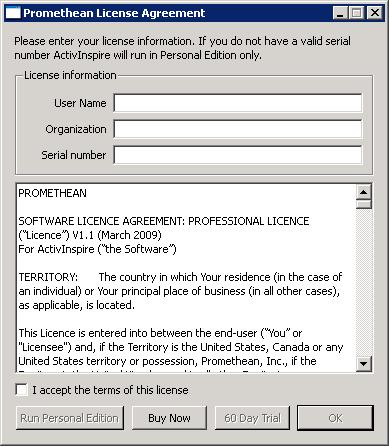 Promethean License Agreement
Please enter your license information. If you do not have a valid serial
number ActivInspire will run in Personal Edition only.
License information
User Name
Organization
Serial number
PROMETHEAN
SOFTWARE LICENCE AGREEMENT: PROFESSIONAL LICENCE
("Licence") V1.1 (March 2009)
For ActivInspire ("the Software")
TERRITORY: The country in which Your residence (in the case of
an individual) or Your principal place of business (in all other cases),
as applicable, is located.
This Licence is entered into between the end-user ("You" or
"Licensee") and, if the Territory is the United States, Canada or any
United States territory or possession, Promethean, Inc., if the
I accept the terms of this license
Run Personal Edition
Buy Now
60 Day Trial
OK